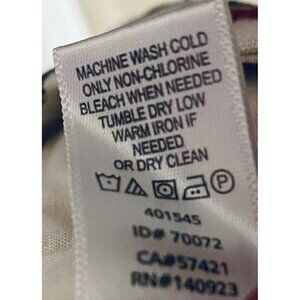 MACHINE WASH COLD
ONLY NON-CHLORINE
BLEACH WHEN NEEDED
TUMBLE DRY LOW
WARM IRON IF
NEEDED
OR DRY CLEAN
P
401545
ID# 70072
CA#57421
RN#140923